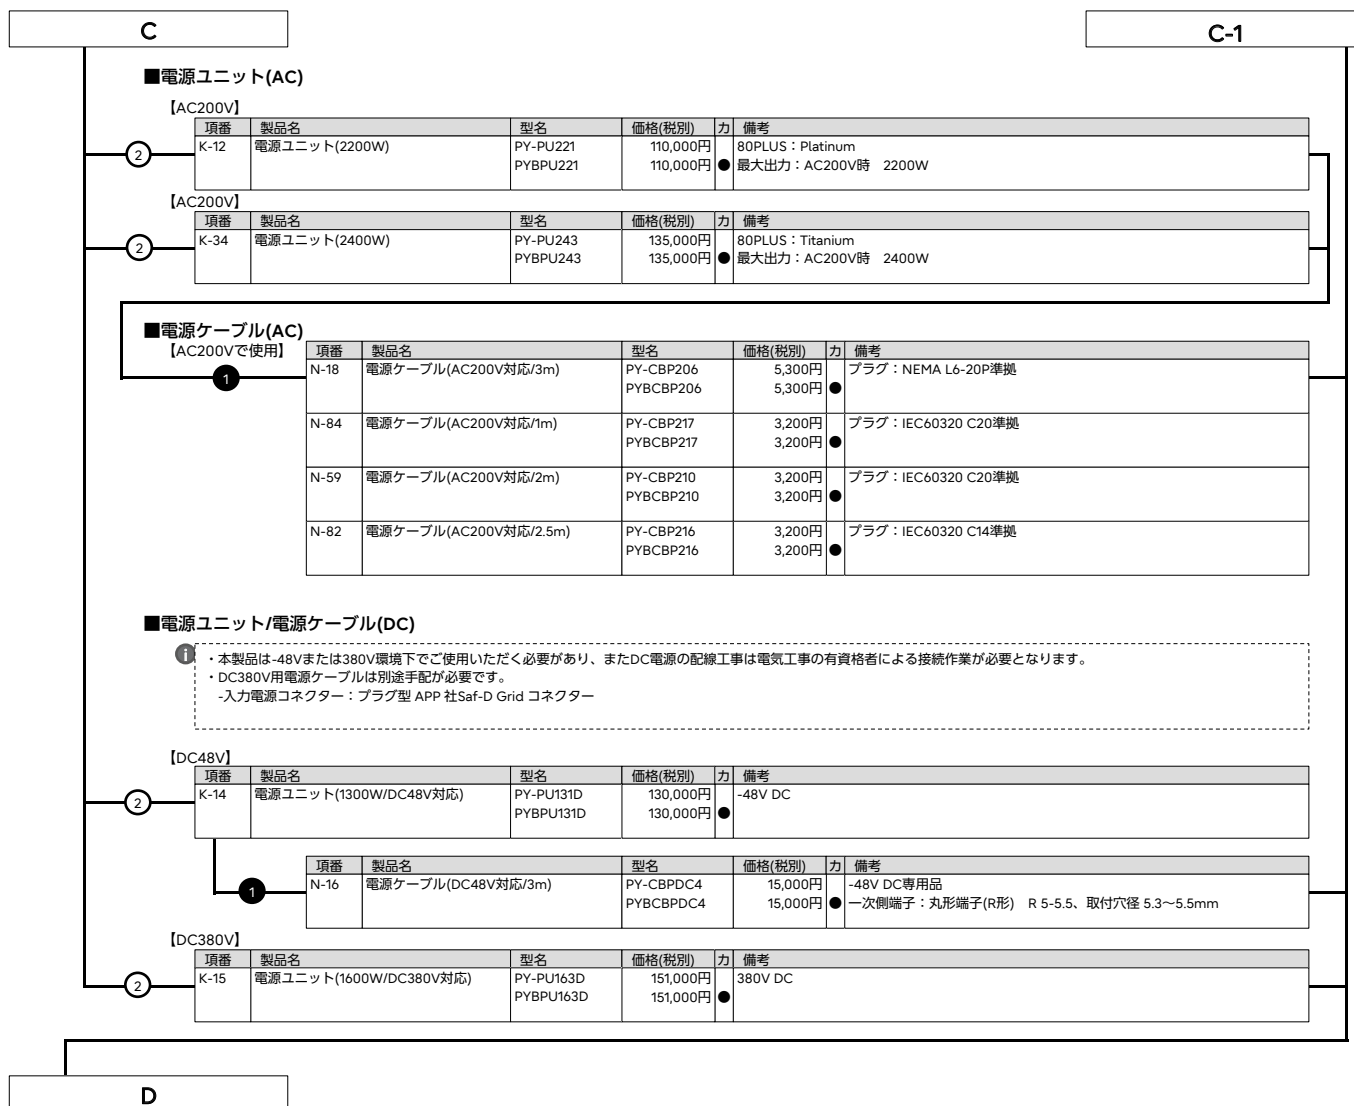 C
C-1
■電源ユニット(AC)
【AC200V】
項番 製品名 型名 価格(税別) カ 備考
② K-12 電源ユニット(2200W) PY-PU221 110,000円 80PLUS：Platinum
PYBPU221 110,000円 ● 最大出力：AC200V時　2200W
【AC200V】
項番 製品名 型名 価格(税別) カ 備考
② K-34 電源ユニット(2400W) PY-PU243 135,000円 80PLUS：Titanium
PYBPU243 135,000円 ● 最大出力：AC200V時　2400W
■電源ケーブル(AC)
【AC200Vで使用】 項番 製品名 型名 価格(税別) カ 備考
❶ N-18 電源ケーブル(AC200V対応/3m) PY-CBP206 5,300円 プラグ：NEMA L6-20P準拠
PYBCBP206 5,300円 ●
N-84 電源ケーブル(AC200V対応/1m) PY-CBP217 3,200円 プラグ：IEC60320 C20準拠
PYBCBP217 3,200円 ●
N-59 電源ケーブル(AC200V対応/2m) PY-CBP210 3,200円 プラグ：IEC60320 C20準拠
PYBCBP210 3,200円 ●
N-82 電源ケーブル(AC200V対応/2.5m) PY-CBP216 3,200円 プラグ：IEC60320 C14準拠
PYBCBP216 3,200円 ●
■電源ユニット/電源ケーブル(DC)
i ・本製品は-48Vまたは380V環境下でご使用いただく必要があり、またDC電源の配線工事は電気工事の有資格者による接続作業が必要となります。
・DC380V用電源ケーブルは別途手配が必要です。
-入力電源コネクター：プラグ型 APP 社Saf-D Grid コネクター
【DC48V】
項番 製品名 型名 価格(税別) カ 備考
② K-14 電源ユニット(1300W/DC48V対応) PY-PU131D 130,000円 -48V DC
PYBPU131D 130,000円 ●
項番 製品名 型名 価格(税別) カ 備考
❶ N-16 電源ケーブル(DC48V対応/3m) PY-CBPDC4 15,000円 -48V DC専用品
PYBCBPDC4 15,000円 ● 一次側端子：丸形端子(R形)　R 5-5.5、取付穴径 5.3～5.5mm
【DC380V】
項番 製品名 型名 価格(税別) カ 備考
② K-15 電源ユニット(1600W/DC380V対応) PY-PU163D 151,000円 380V DC
PYBPU163D 151,000円 ●
D